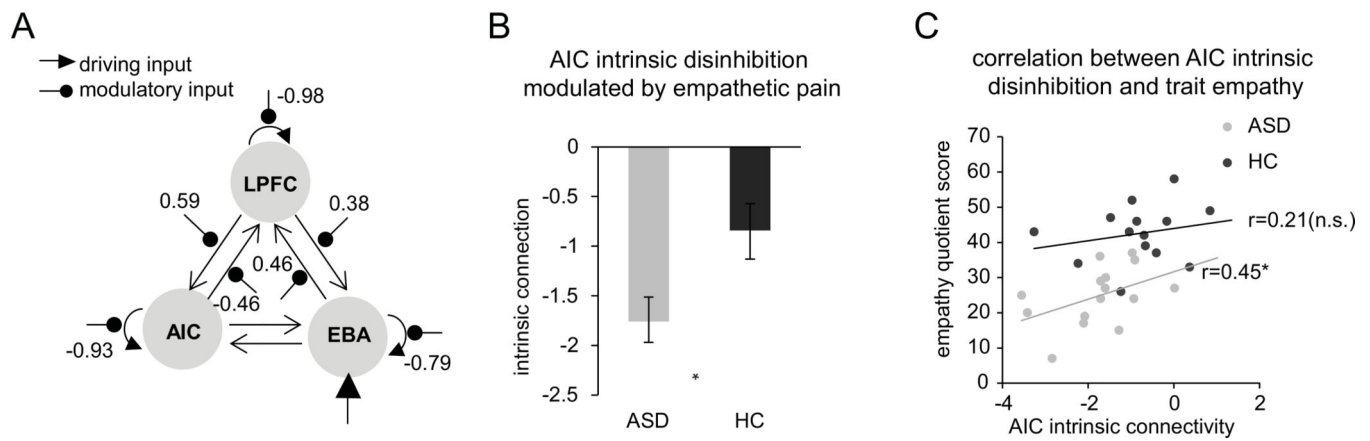 A
driving input
modulatory input
-0.98
LPFC
0.59
0.38
0.46
-0.46
AIC
EBA
-0.93
-0.79
B
AIC intrinsic disinhibition
modulated by empathetic pain
intrinsic connection
0
-0.5
-1
-1.5
-2
-2.5
*
ASD
HC
C
correlation between AIC intrinsic
disinhibition and trait empathy
ASD
HC
empathy quotient score
70
60
50
40
30
20
10
0
r=0.21(n.s.)
r=0.45*
-4
-2
0
2
AIC intrinsic connectivity